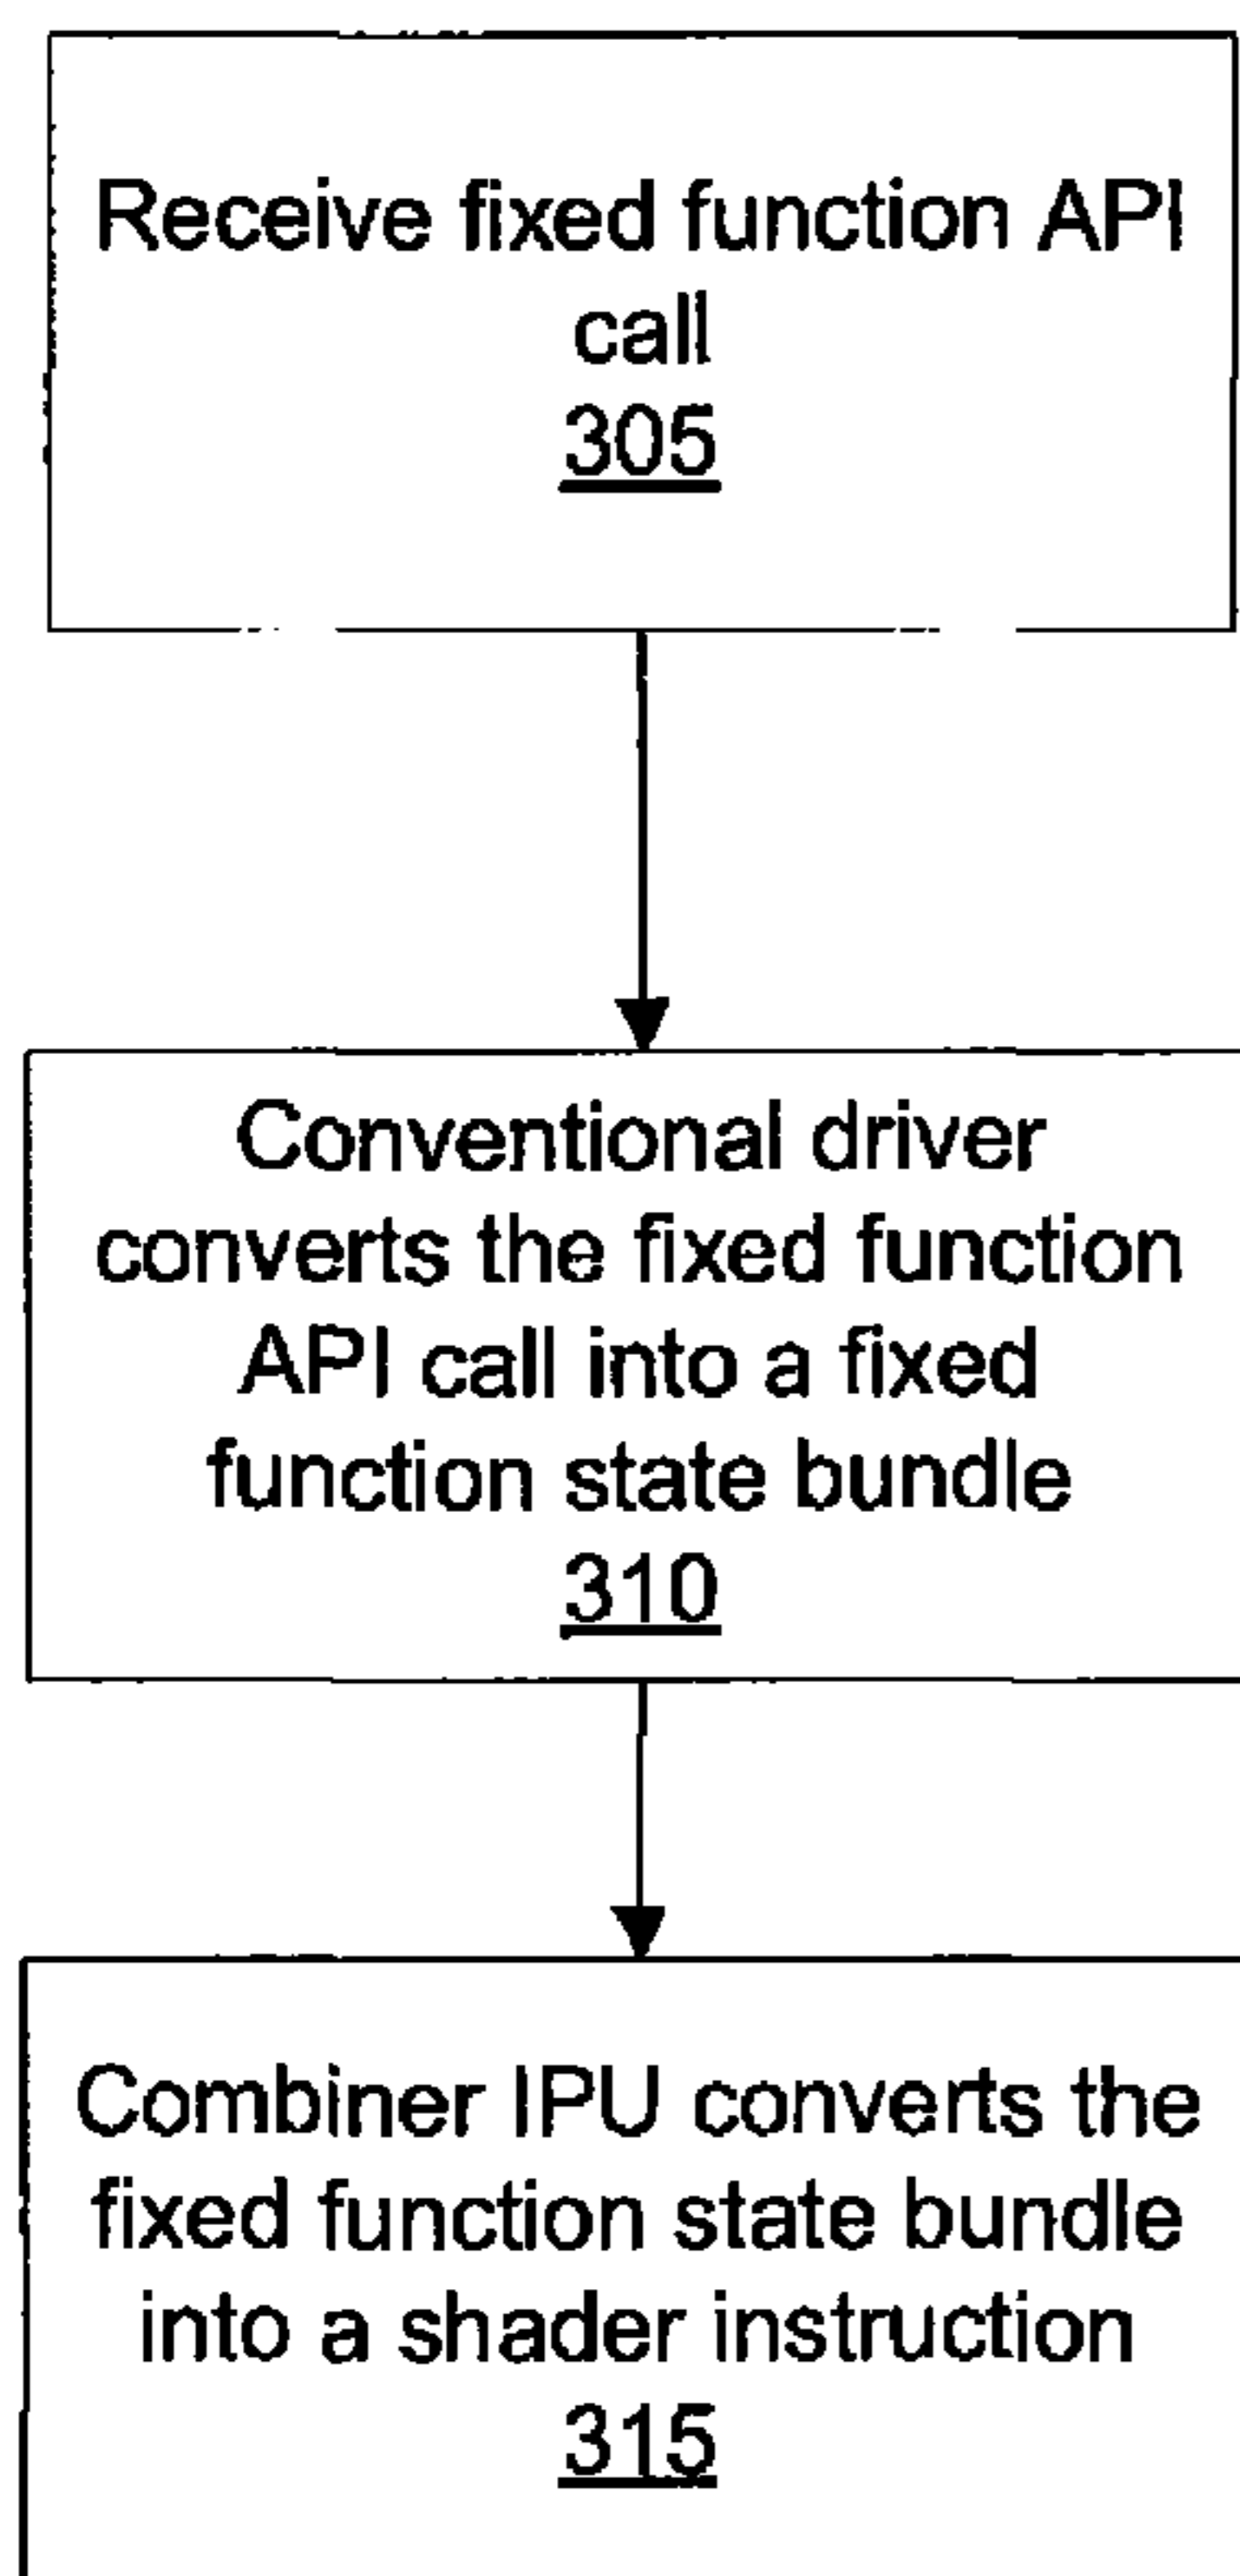 Receive fixed function API
call
305
Conventional driver
converts the fixed function
API call into a fixed
function state bundle
310
Combiner IPU converts the
fixed function state bundle
into a shader instruction
315